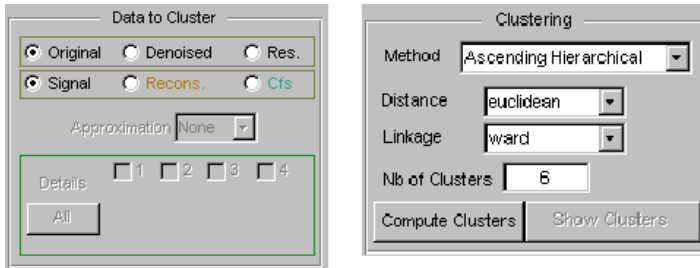 Data to Cluster
Original Denoised Res.
Signal Recons. Cfs
Approximation None
Details 1 2 3 4
All
Clustering
Method Ascending Hierarchical
Distance euclidean
Linkage ward
Nb of Clusters 6
Compute Clusters Show Clusters